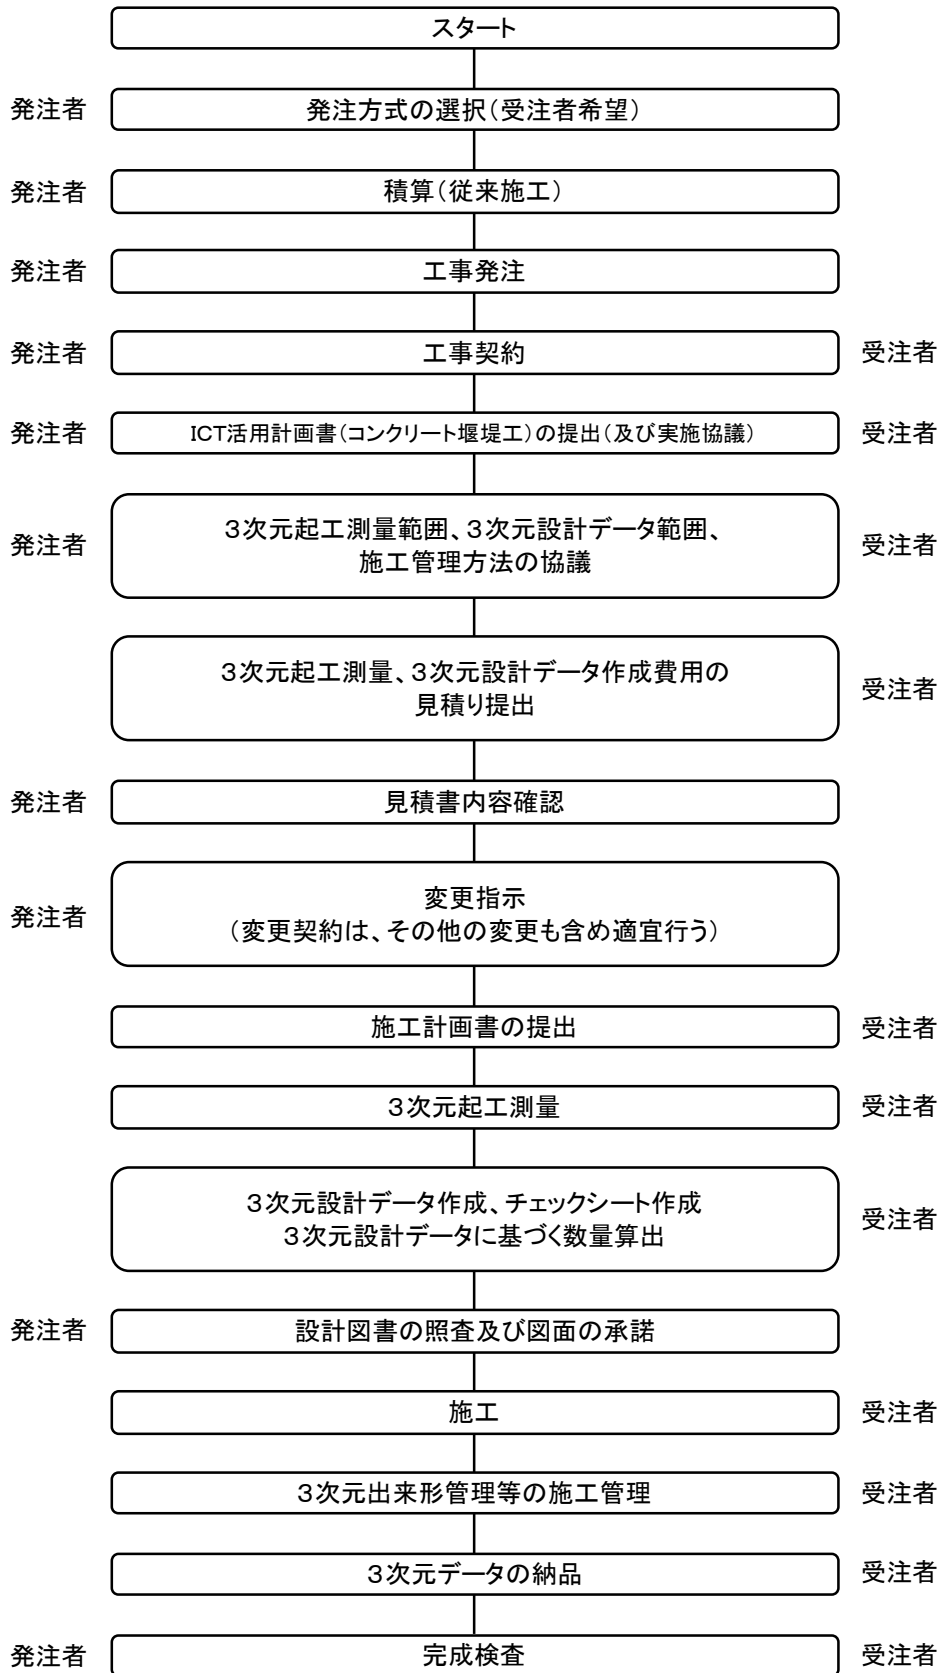 スタート
発注者 発注方式の選択（受注者希望）
発注者 積算（従来施工）
発注者 工事発注
発注者 工事契約 受注者
発注者 ICT活用計画書（コンクリート堰堤工）の提出（及び実施協議） 受注者
発注者 ３次元起工測量範囲、３次元設計データ範囲、
施工管理方法の協議 受注者
３次元起工測量、３次元設計データ作成費用の
見積り提出 受注者
発注者 見積書内容確認
発注者 変更指示
（変更契約は、その他の変更も含め適宜行う）
施工計画書の提出 受注者
３次元起工測量 受注者
３次元設計データ作成、チェックシート作成
３次元設計データに基づく数量算出 受注者
発注者 設計図書の照査及び図面の承諾
施工 受注者
３次元出来形管理等の施工管理 受注者
３次元データの納品 受注者
発注者 完成検査 受注者